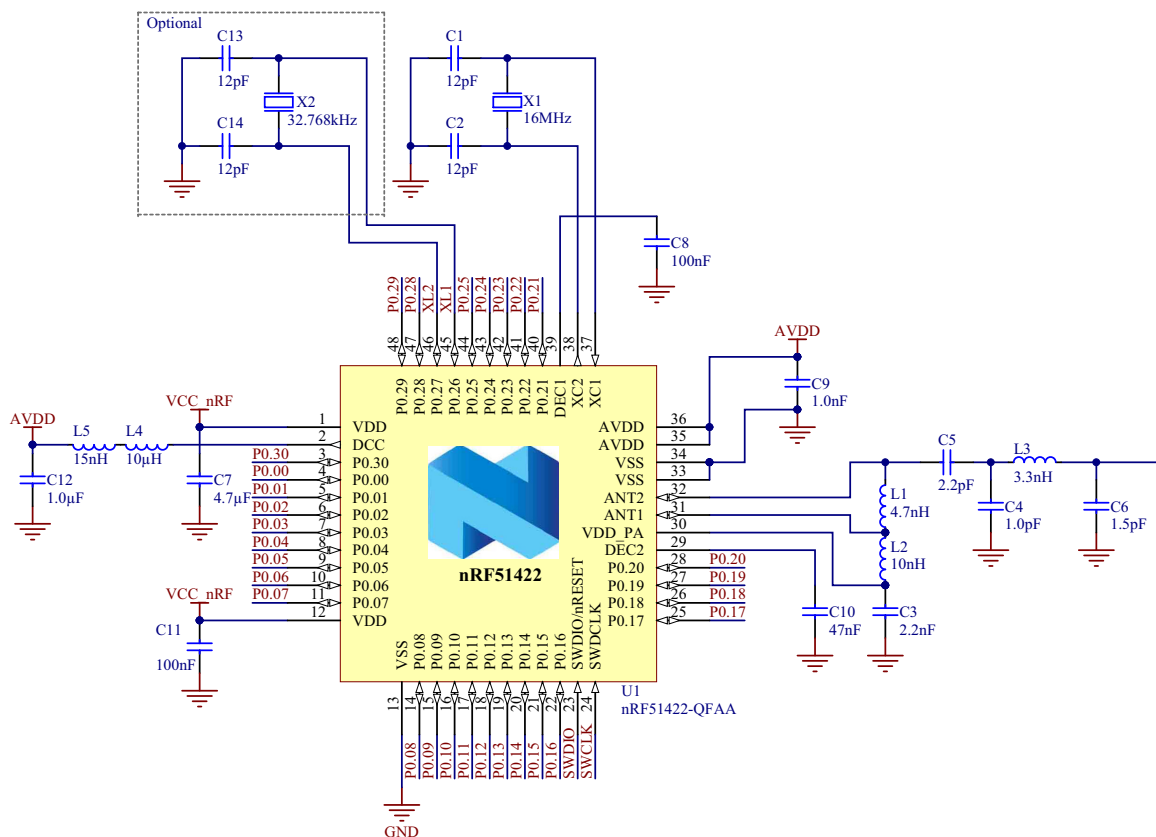 Optional
C13
12pF
C14
12pF
X2
32.768kHz
C1
12pF
C2
12pF
X1
16MHz
C8
100nF
P0.29
P0.28
XL2
XL1
P0.25
P0.24
P0.23
P0.22
P0.21
48
47
46
45
44
43
42
41
40
39
38
37
P0.29
P0.28
P0.27
P0.26
P0.25
P0.24
P0.23
P0.22
P0.21
DEC1
XC2
XC1
AVDD
C9
1.0nF
VCC_nRF
AVDD
L5
15nH
L4
10µH
C12
1.0µF
C7
4.7µF
P0.30
P0.00
P0.01
P0.02
P0.03
P0.04
P0.05
P0.06
P0.07
VCC_nRF
C11
100nF
1 VDD
2 DCC
3 P0.30
4 P0.00
5 P0.01
6 P0.02
7 P0.03
8 P0.04
9 P0.05
10 P0.06
11 P0.07
12 VDD
nRF51422
AVDD 36
AVDD 35
VSS 34
VSS 33
ANT2 32
ANT1 31
VDD_PA 30
DEC2 29
P0.20 28 P0.20
P0.19 27 P0.19
P0.18 26 P0.18
P0.17 25 P0.17
C5
2.2pF
L3
3.3nH
L1
4.7nH
C4
1.0pF
C6
1.5pF
L2
10nH
C10
47nF
C3
2.2nF
VSS
P0.08
P0.09
P0.10
P0.11
P0.12
P0.13
P0.14
P0.15
P0.16
SWDIO/nRESET
SWDCLK
U1
nRF51422-QFAA
13
14
15
16
17
18
19
20
21
22
23
24
P0.08
P0.09
P0.10
P0.11
P0.12
P0.13
P0.14
P0.15
P0.16
SWDIO
SWCLK
GND